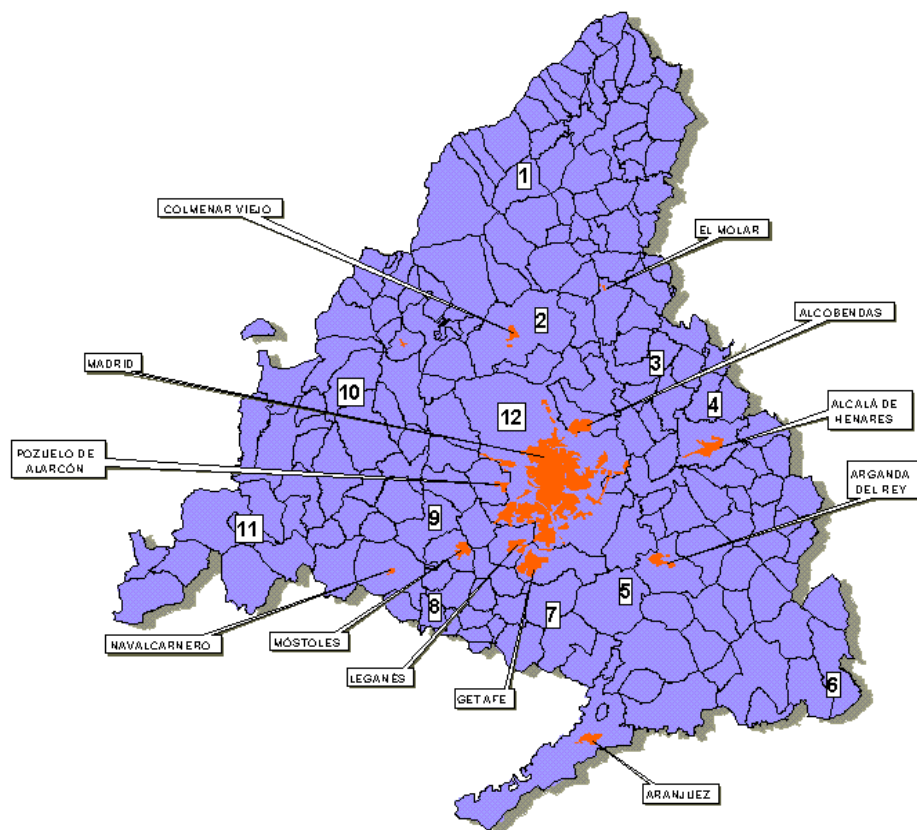 1
COLMENAR VIEJO
EL MOLAR
2
ALCOBENDAS
3
MADRID
10
12
4
ALCALÁ DE
HENARES
POZUELO DE
ALARCÓN
ARGANDA
DEL REY
9
11
5
8
7
NAVALCARNERO
MÓSTOLES
LEGANÉS
GETAFE
6
ARANJUEZ